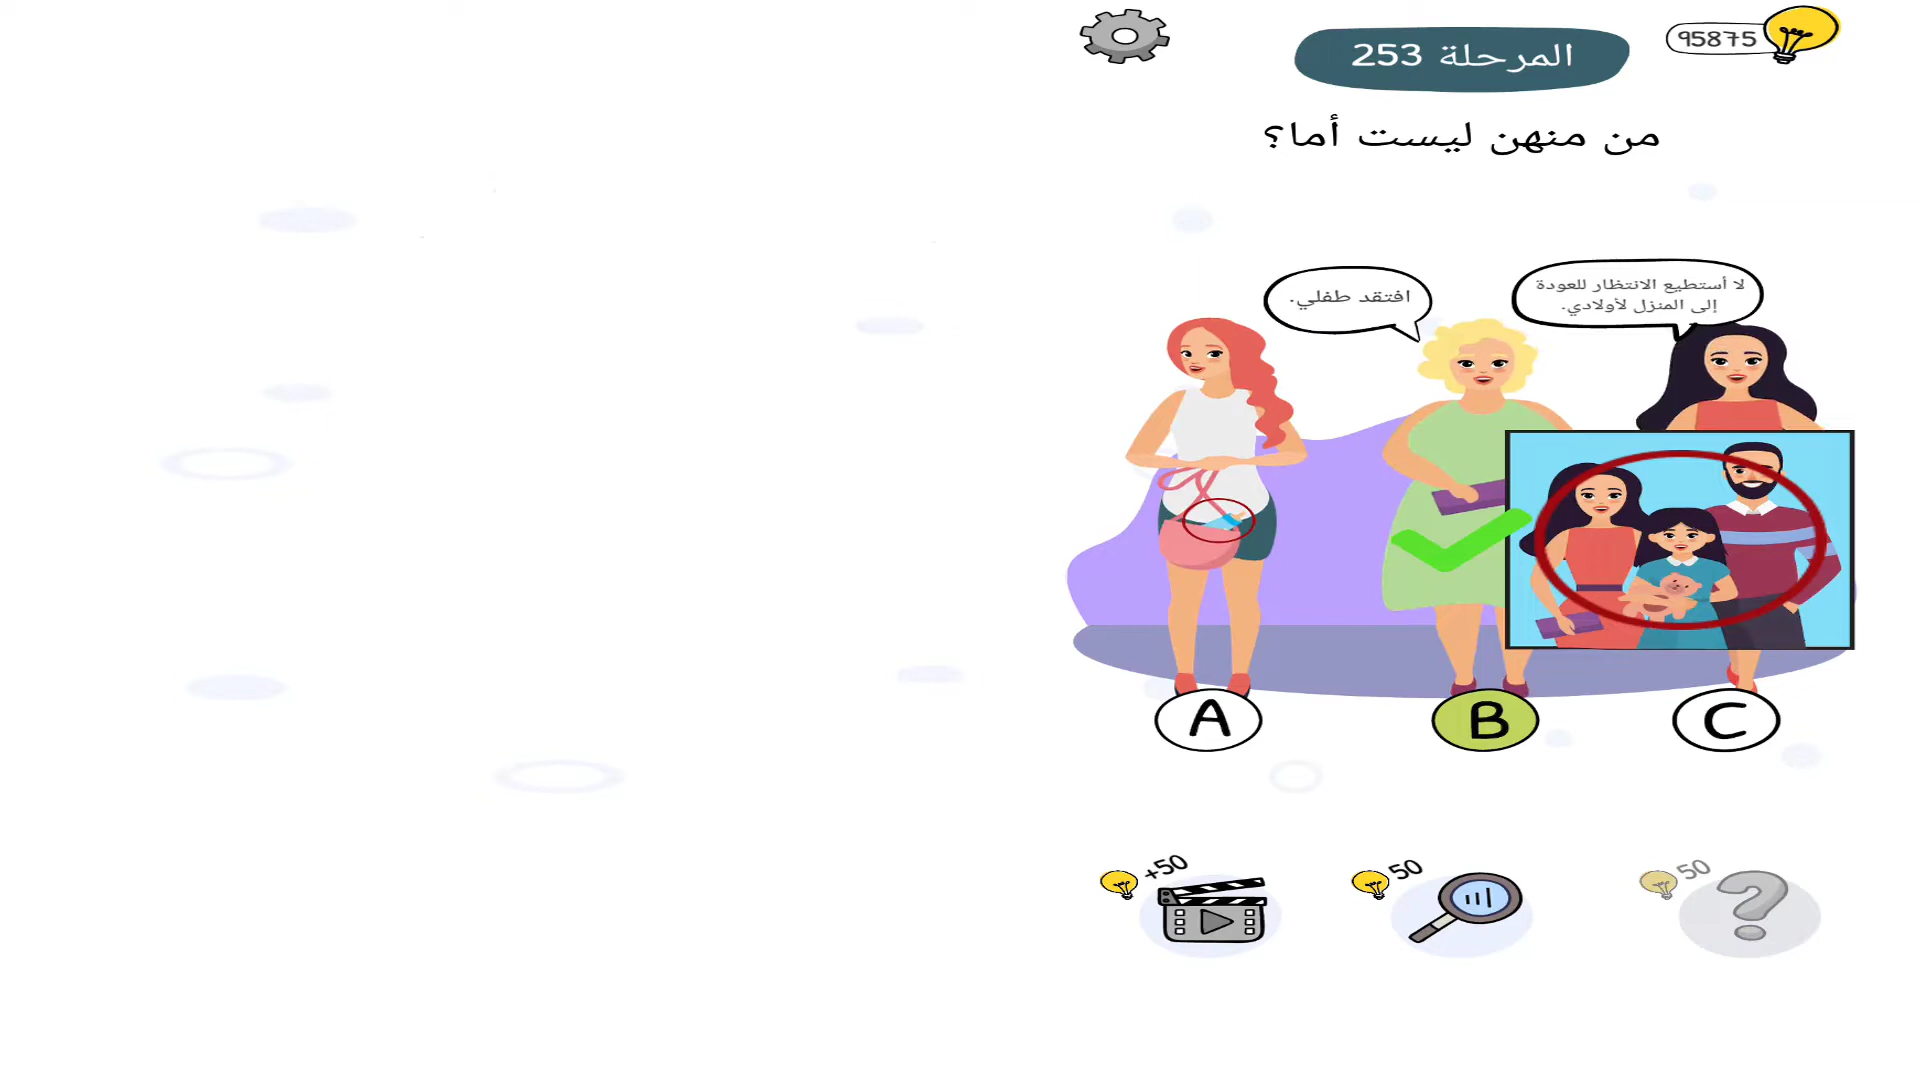 95875
المرحلة 253
من منهن ليست أما؟
لا أستطيع الانتظار للعودة
إلى المنزل لأولادي.
افتقد طفلي.
A
B
C
+50
50
50
?